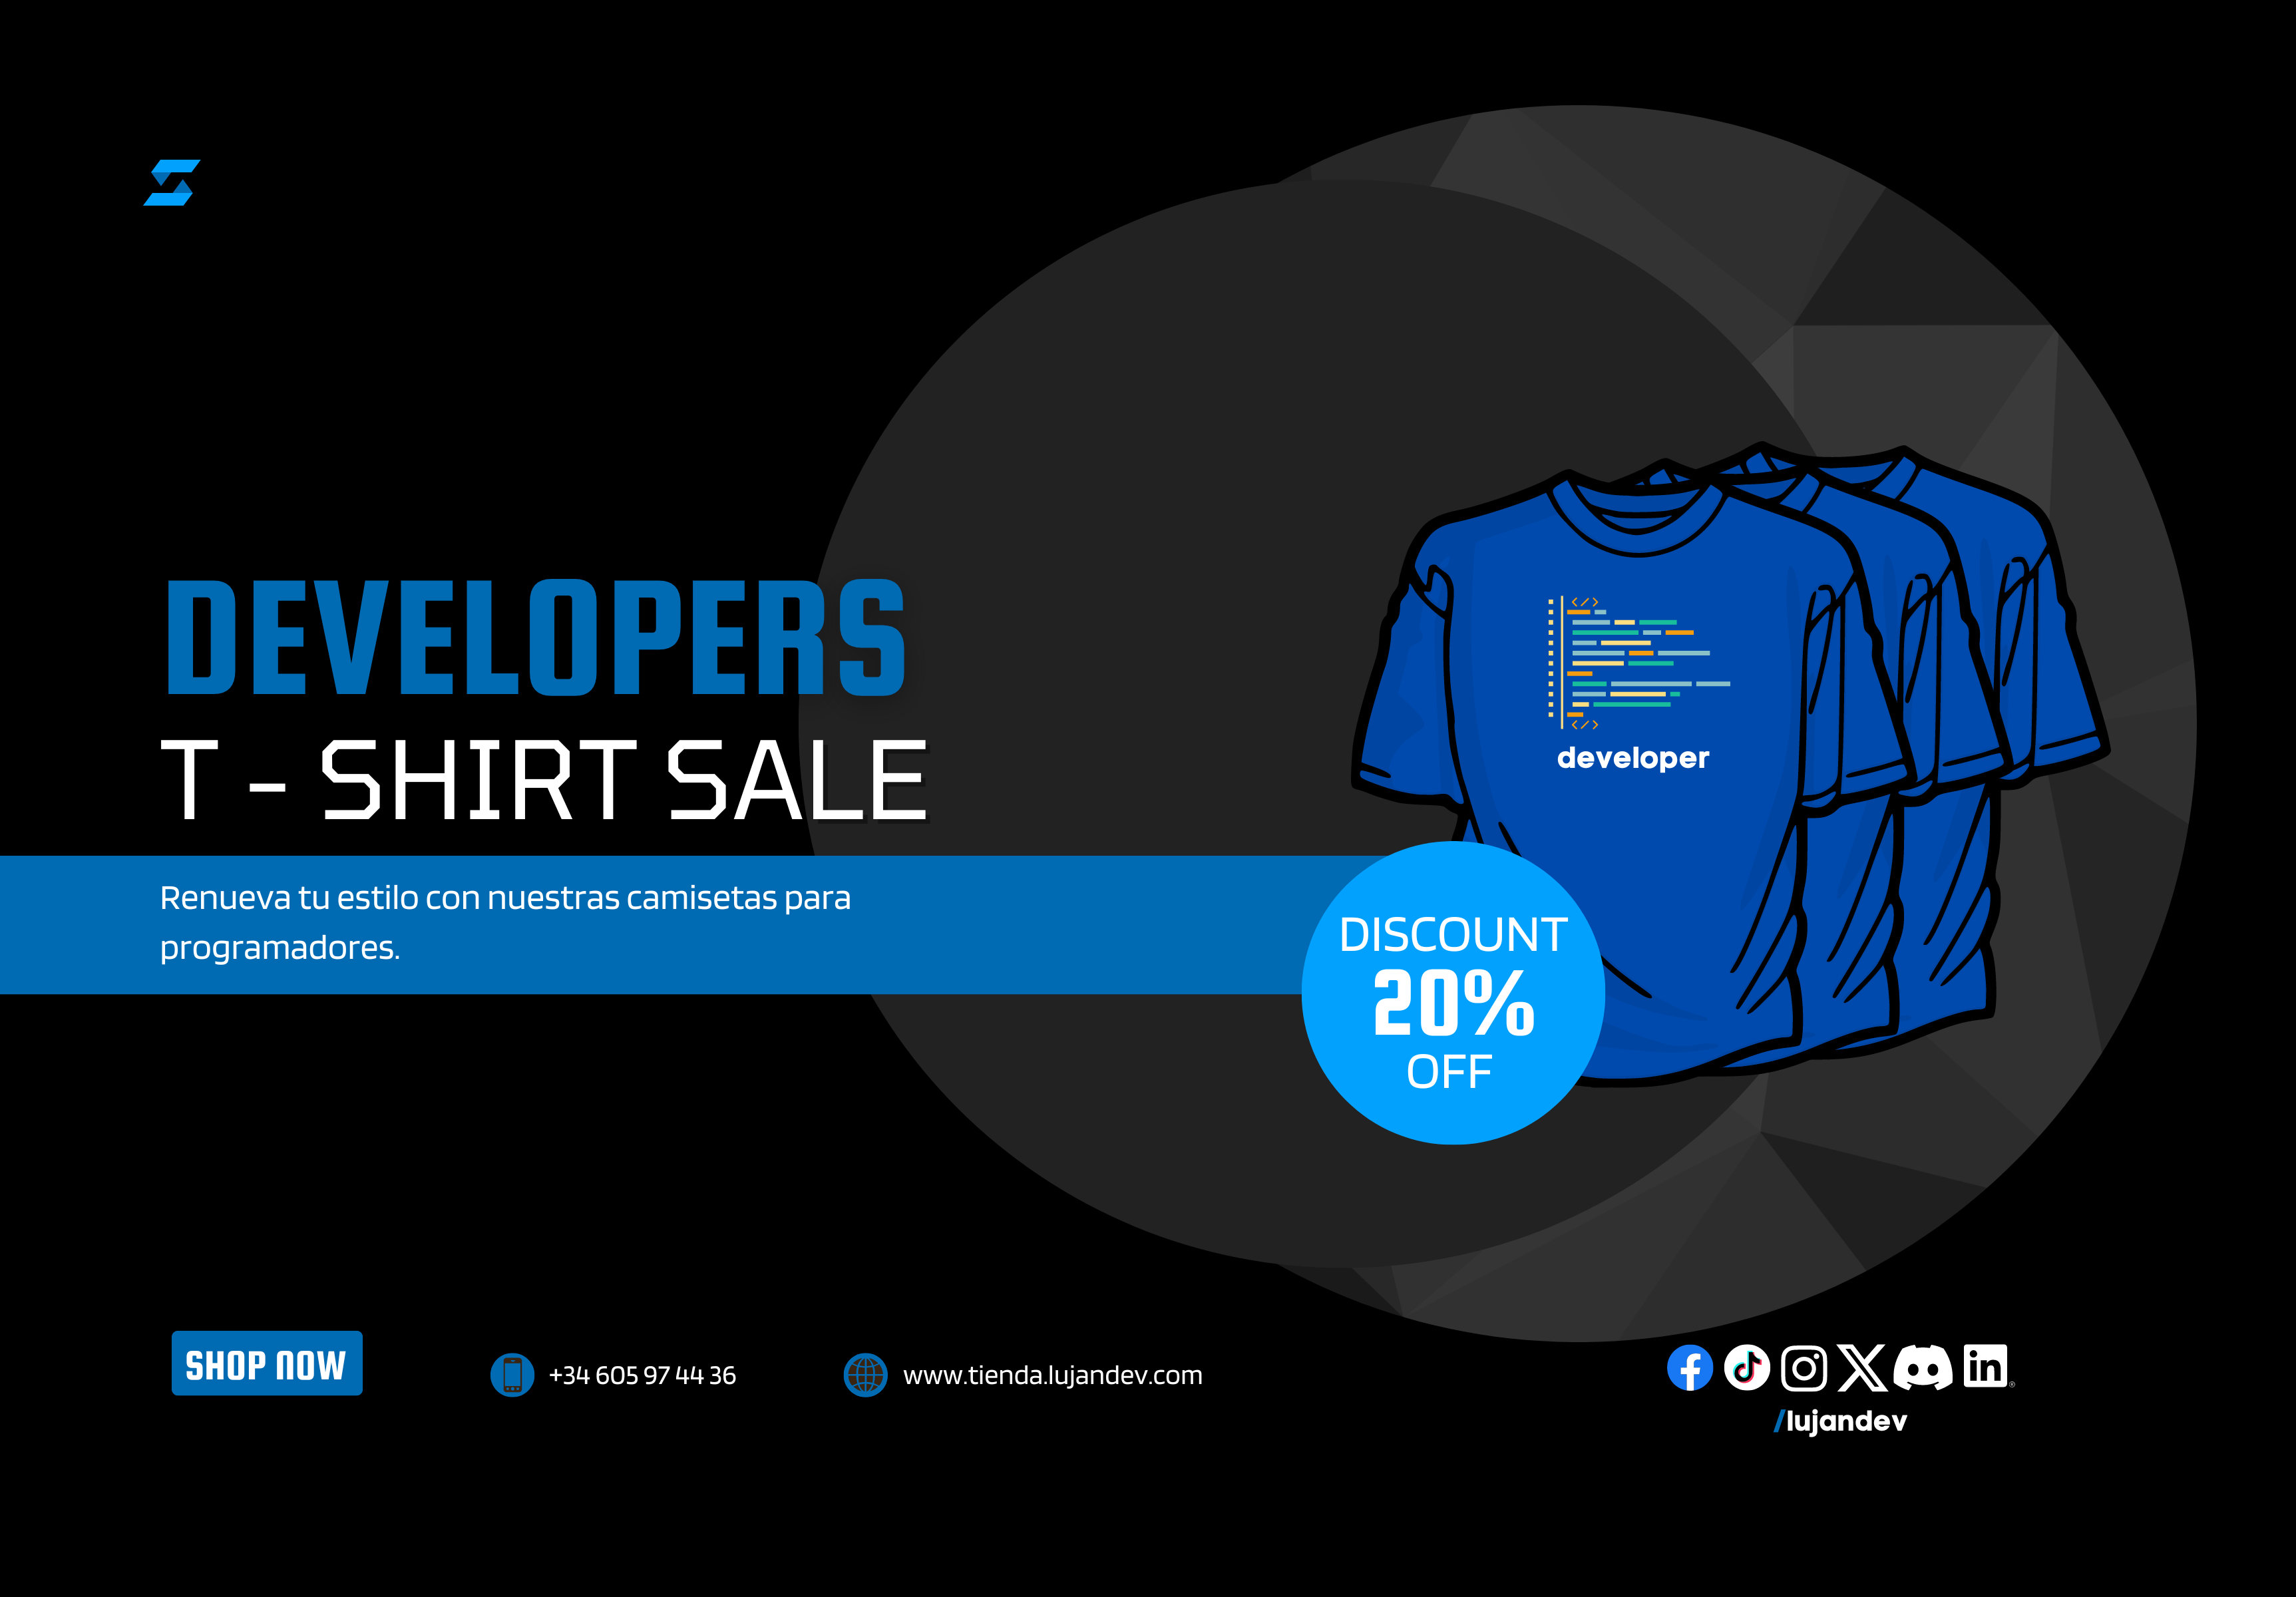 DEVELOPERS
T - SHIRT SALE
Renueva tu estilo con nuestras camisetas para
programadores.
</>
</>
developer
DISCOUNT
20%
OFF
SHOP NOW
+34 605 97 44 36
www.tienda.lujandev.com
in®
/lujandev